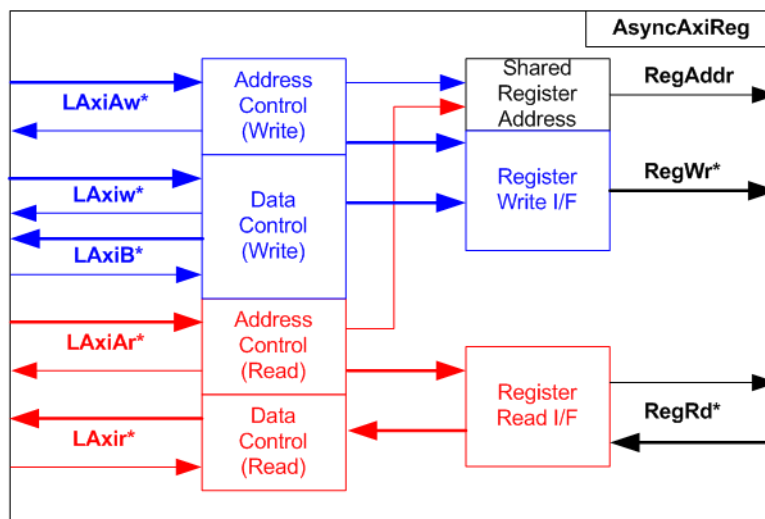 AsyncAxiReg
LAxiAw*
Address
Control
(Write)
Shared
Register
Address
RegAddr
LAxiw*
LAxiB*
Data
Control
(Write)
Register
Write I/F
RegWr*
LAxiAr*
Address
Control
(Read)
LAxir*
Data
Control
(Read)
Register
Read I/F
RegRd*